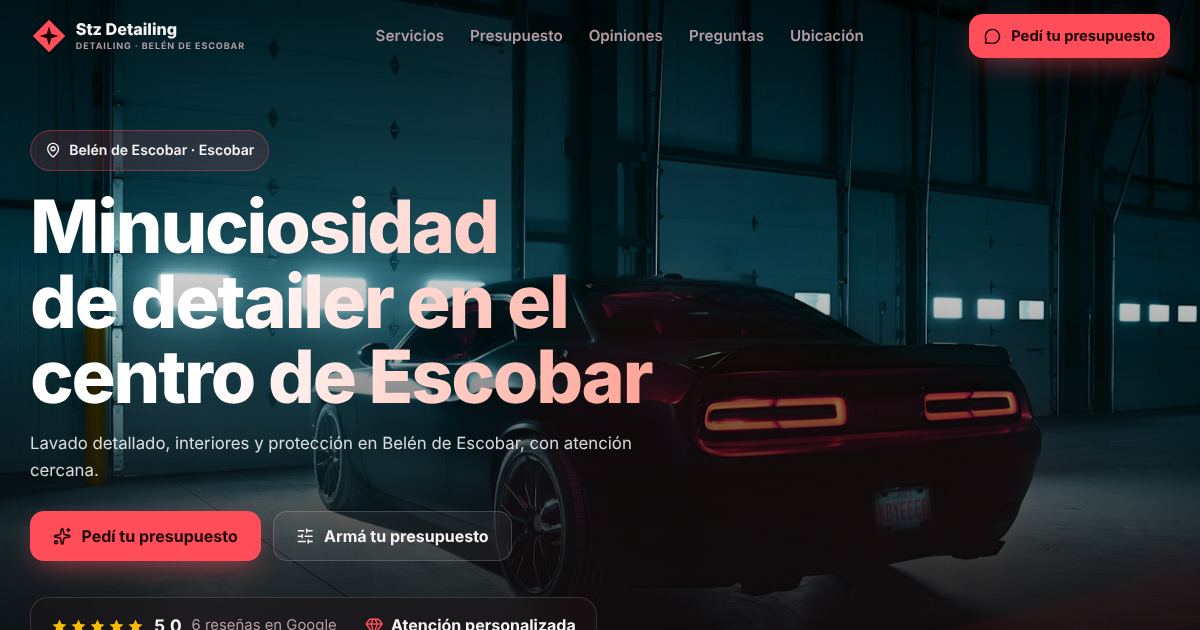 Stz Detailing
DETAILING · BELÉN DE ESCOBAR
Servicios Presupuesto Opiniones Preguntas Ubicación
Pedí tu presupuesto
Belén de Escobar · Escobar
Minuciosidad
de detailer en el
centro de Escobar
Lavado detallado, interiores y protección en Belén de Escobar, con atención
cercana.
Pedí tu presupuesto
Armá tu presupuesto
5,0 6 reseñas en Google
Atención personalizada